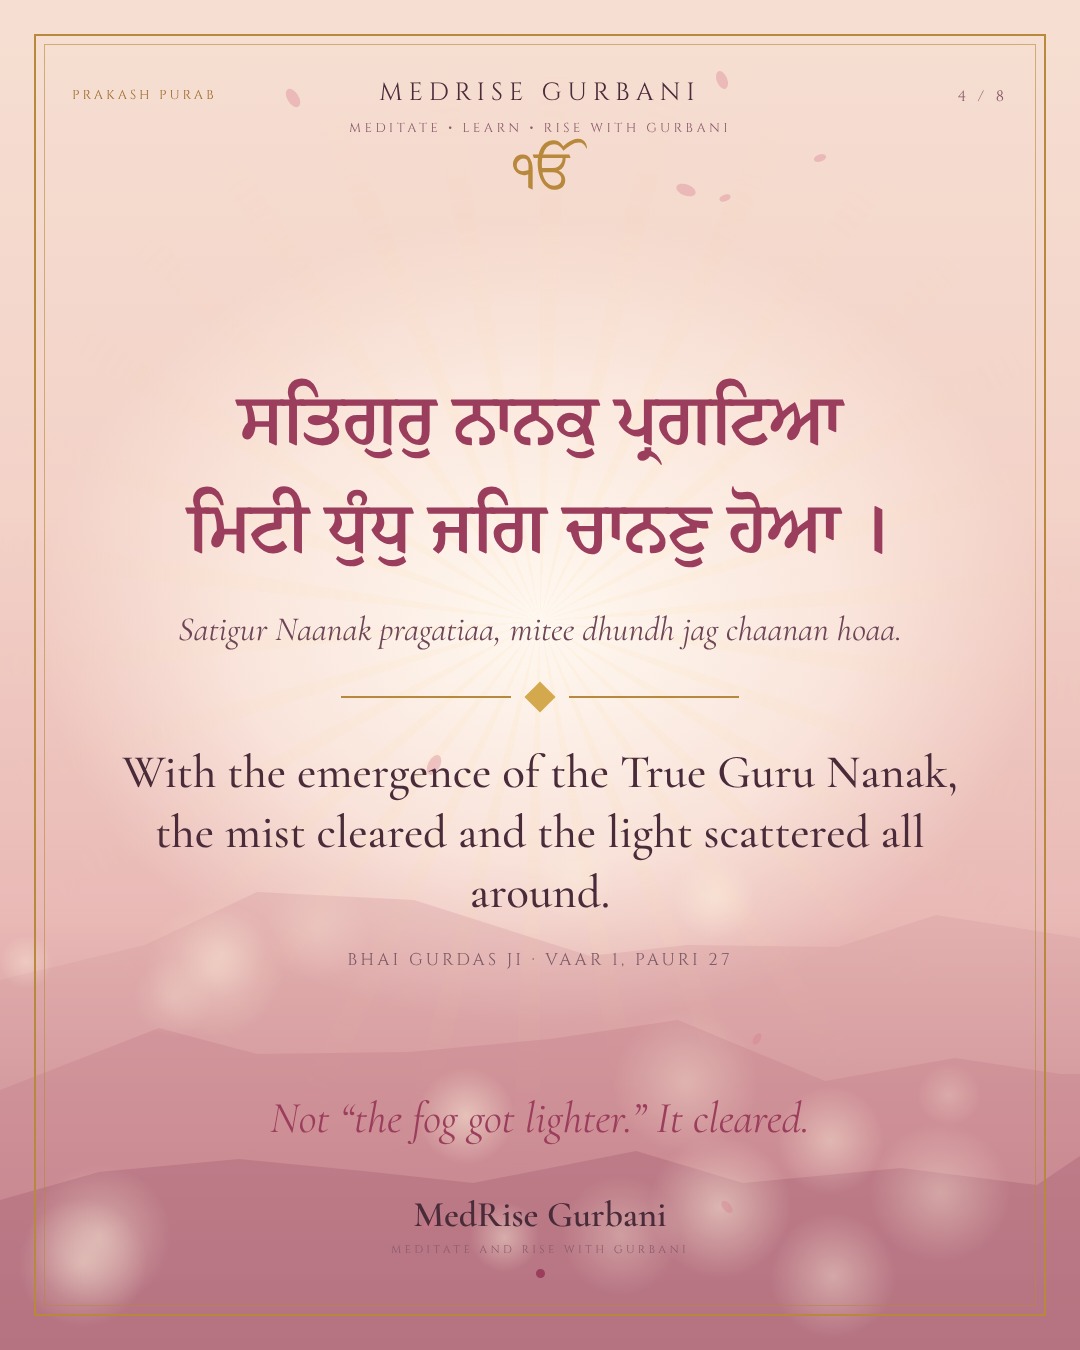 PRAKASH PURAB
MEDRISE GURBANI
4 / 8
MEDITATE • LEARN • RISE WITH GURBANI
ੴ
ਸਤਿਗੁਰੁ ਨਾਨਕੁ ਪ੍ਰਗਟਿਆ
ਮਿਟੀ ਧੁੰਧੁ ਜਗਿ ਚਾਨਣੁ ਹੋਆ ।
Satigur Naanak pragatiaa, mitee dhundh jag chaanan hoaa.
With the emergence of the True Guru Nanak,
the mist cleared and the light scattered all
around.
BHAI GURDAS JI · VAAR 1, PAURI 27
Not “the fog got lighter.” It cleared.
MedRise Gurbani
MEDITATE AND RISE WITH GURBANI